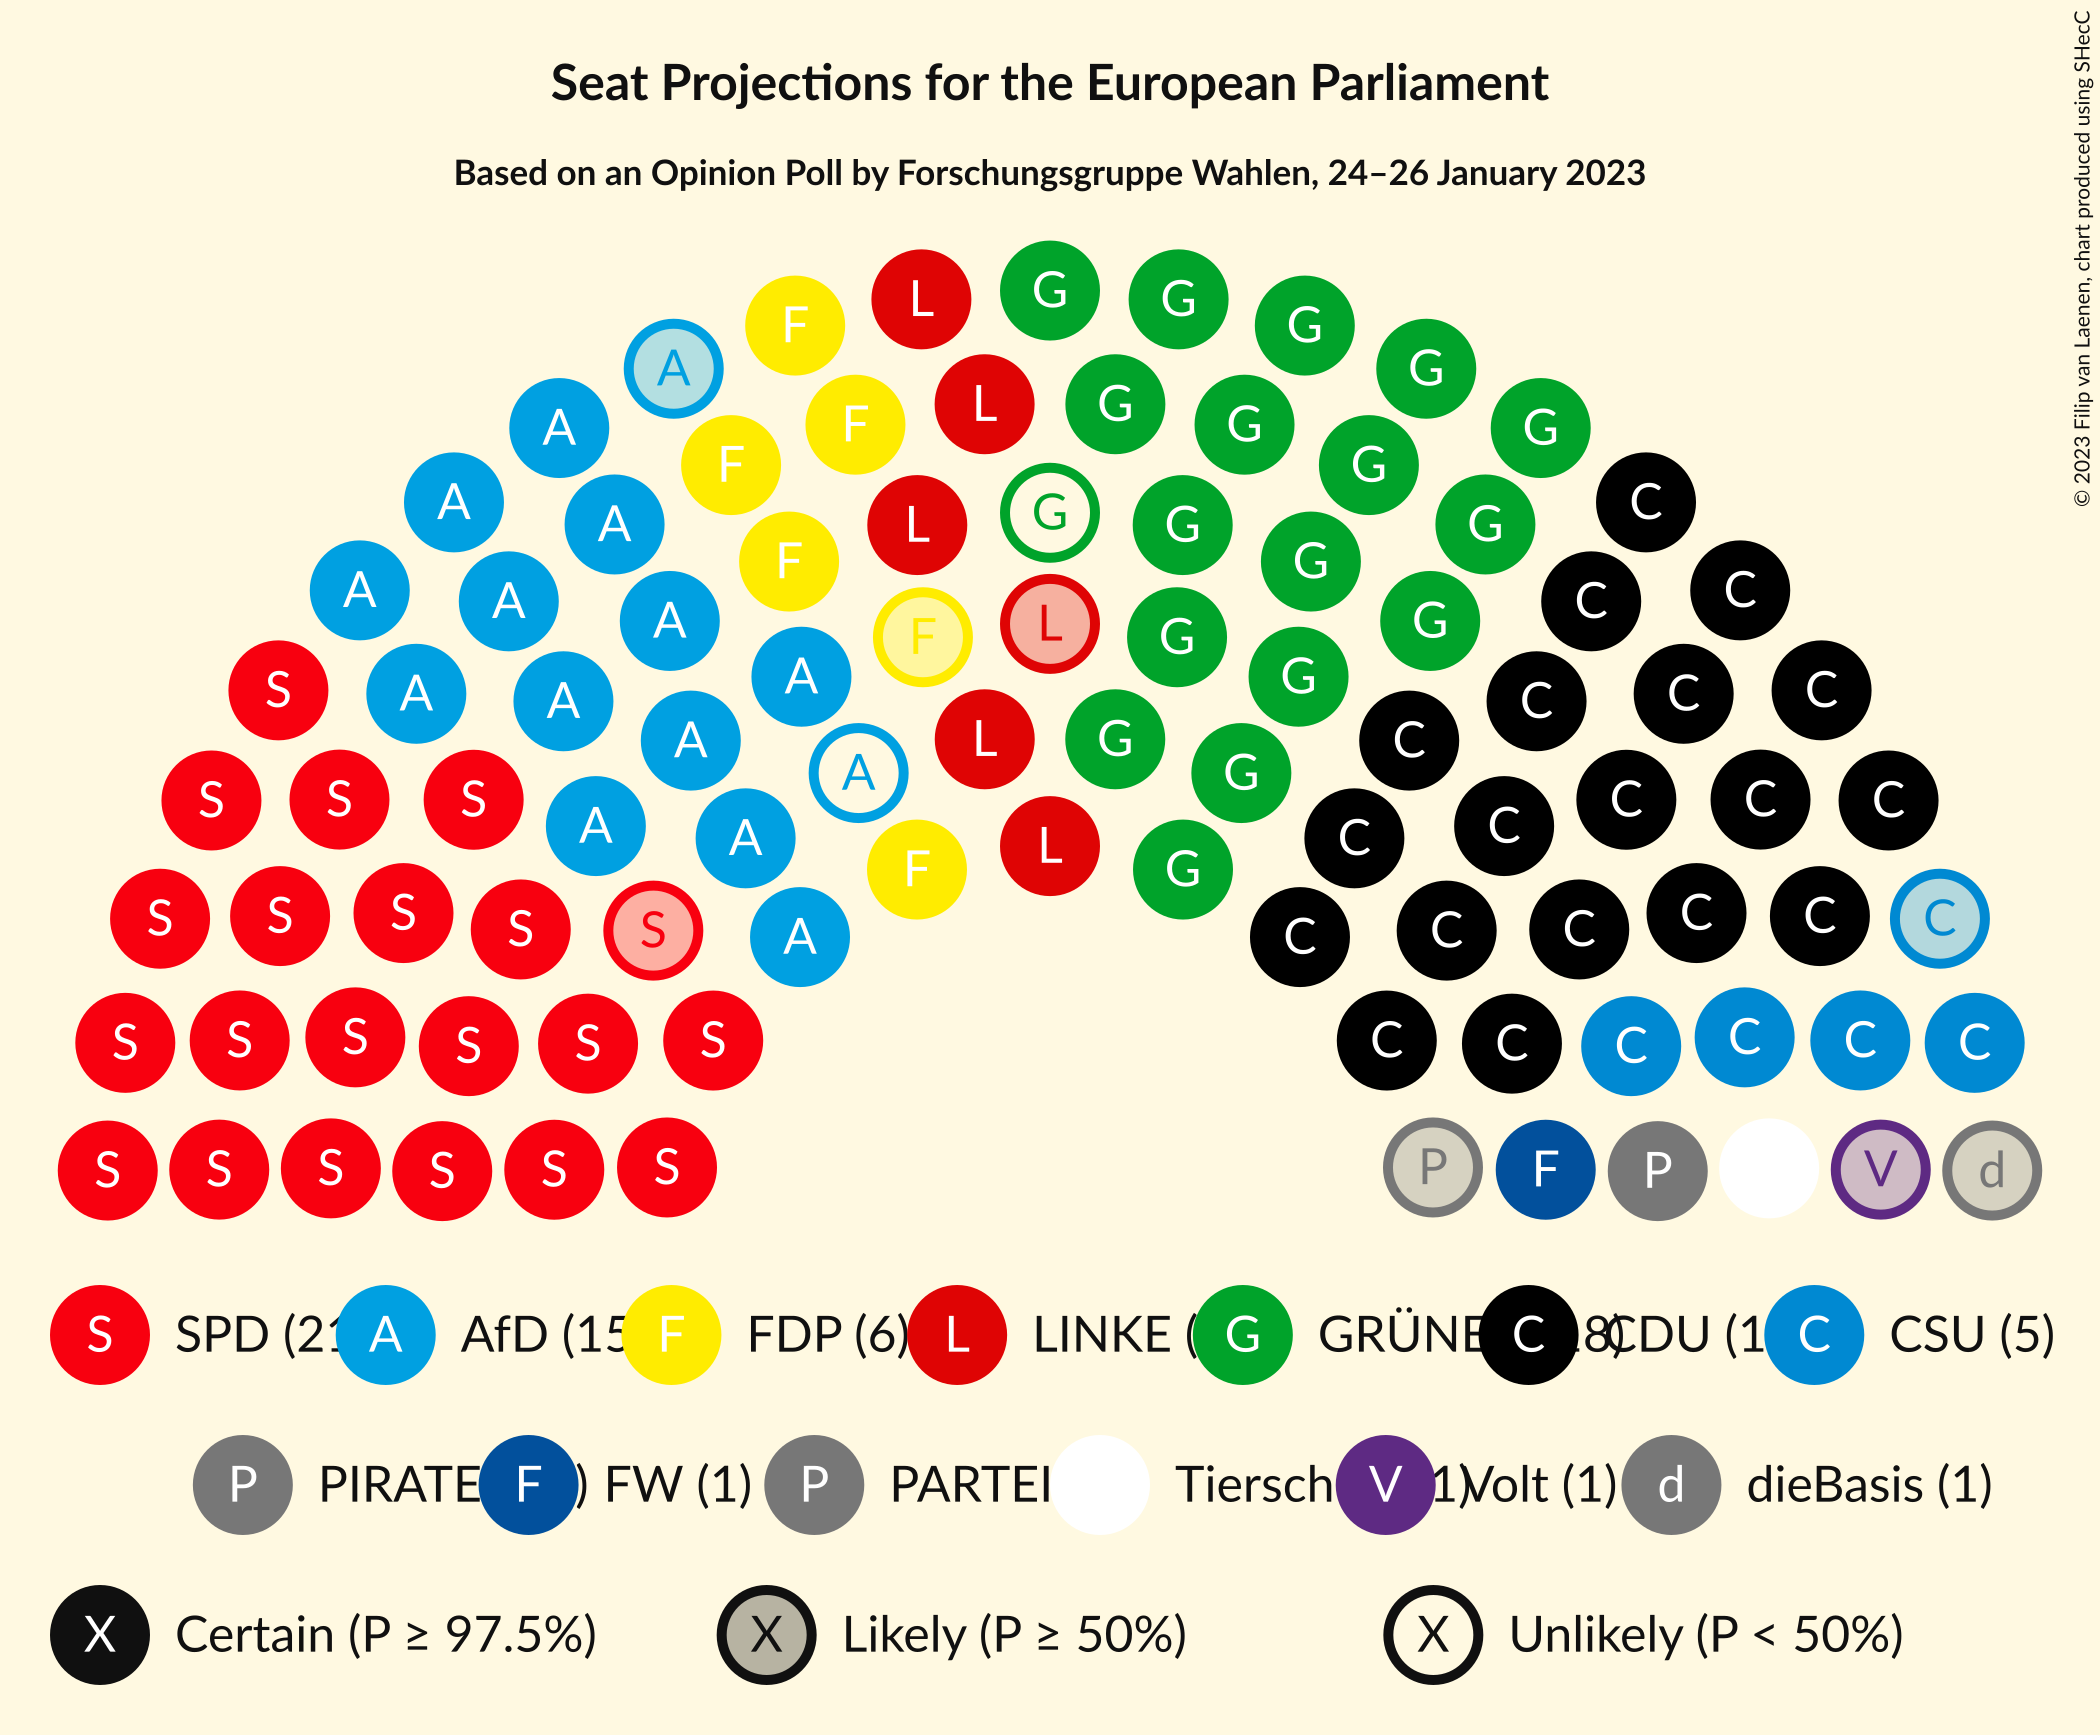 Seat Projections for the European Parliament
Based on an Opinion Poll by Forschungsgruppe Wahlen, 24–26 January 2023
© 2023 Filip van Laenen, chart produced using SHecC
L G G G
F G
A L G G G
A F G G
A F L G G G C
A A F G G C C
A A A F L G G C C C
S A A A A L G G C C C
S S S A A A G C C C C C
S S S S S A F L G C C C C C C
S S S S S S C C C C C C
S S S S S S P F P V d
S SPD (21 A AfD (15 F FDP (6) L LINKE ( G GRÜNE C 8) CDU (1 C CSU (5)
P PIRATE F ) FW (1) P PARTEI Tiersch V 1) Volt (1) d dieBasis (1)
X Certain (P ≥ 97.5%) X Likely (P ≥ 50%) X Unlikely (P < 50%)